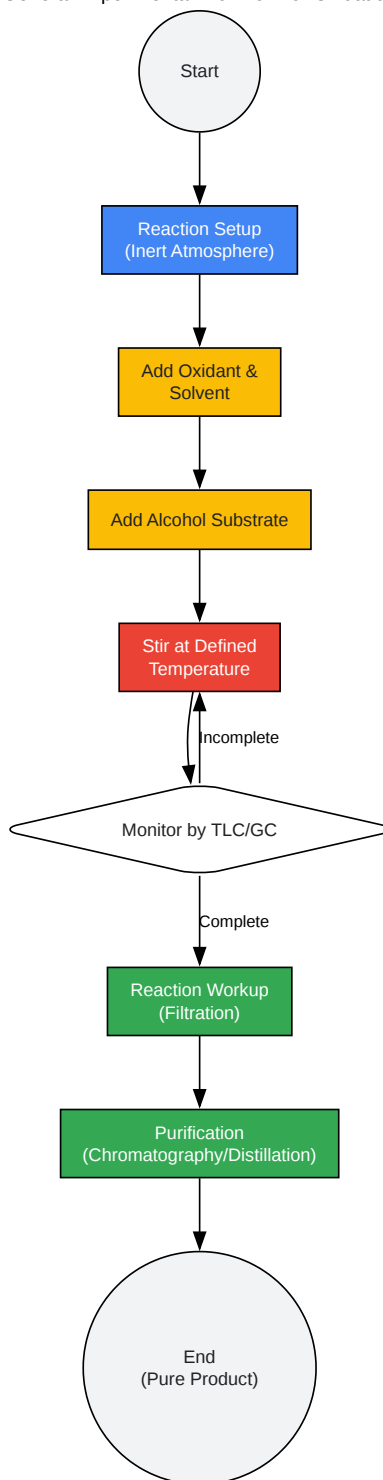 Start
Reaction Setup
(Inert Atmosphere)
Add Oxidant &
Solvent
Add Alcohol Substrate
Stir at Defined
Temperature
Incomplete
Monitor by TLC/GC
Complete
Reaction Workup
(Filtration)
Purification
(Chromatography/Distillation)
End
(Pure Product)